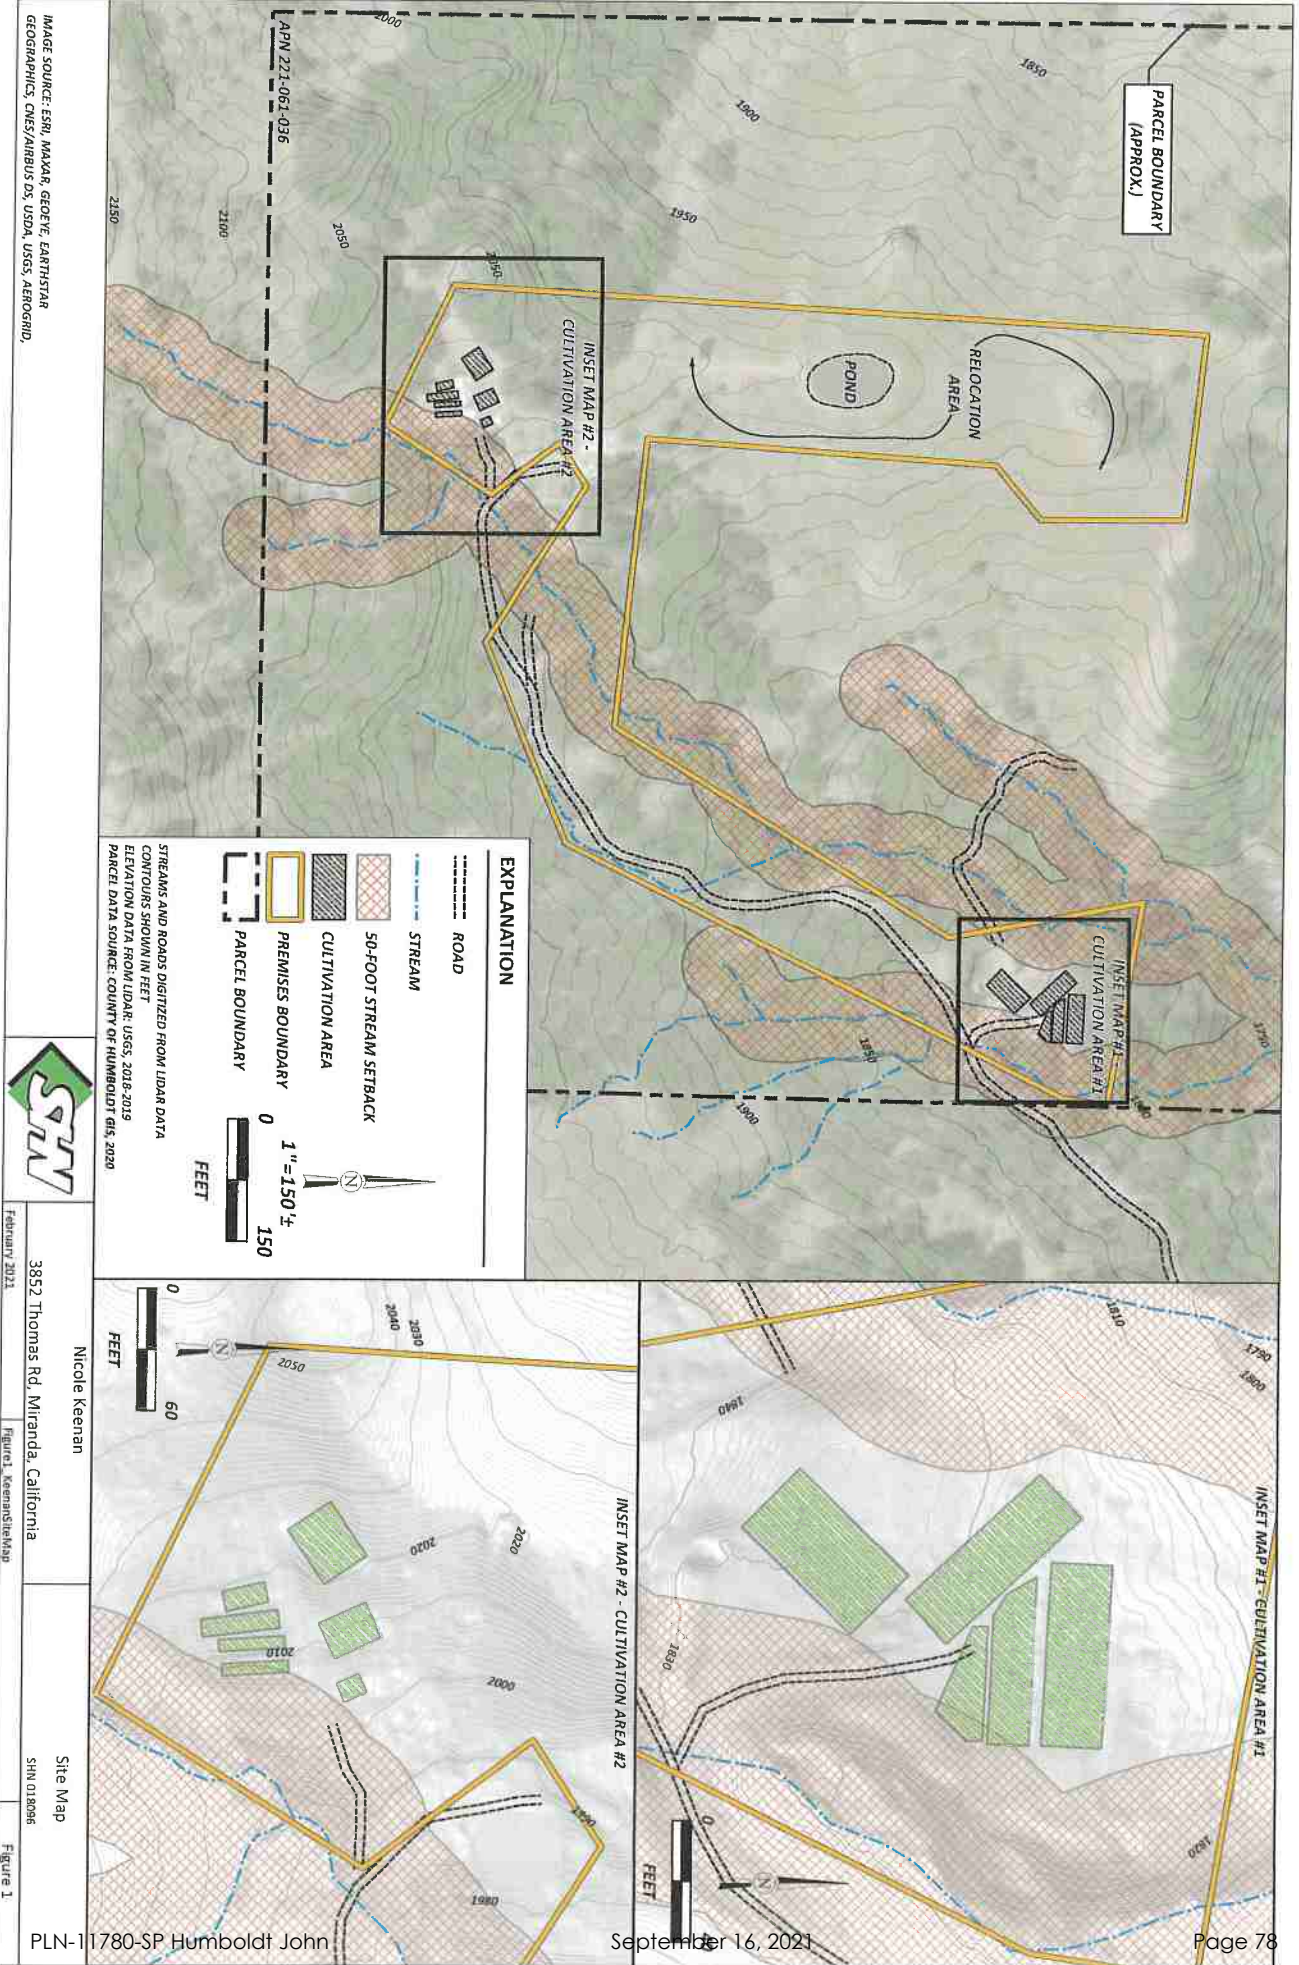 PARCEL BOUNDARY
(APPROX.)
1850
1900
1950
2000
APN 221-061-036
2050
2050
2100
2150
RELOCATION
AREA
POND
INSET MAP #2 -
CULTIVATION AREA #2
INSET MAP #1 -
CULTIVATION AREA #1
1790
1850
1900
EXPLANATION
ROAD
STREAM
50-FOOT STREAM SETBACK
CULTIVATION AREA
PREMISES BOUNDARY
PARCEL BOUNDARY
STREAMS AND ROADS DIGITIZED FROM LIDAR DATA
CONTOURS SHOWN IN FEET
ELEVATION DATA FROM LIDAR: USGS, 2018-2019
PARCEL DATA SOURCE: COUNTY OF HUMBOLDT GIS, 2020
N
1"=150'±
0 150
FEET
INSET MAP #1 - CULTIVATION AREA #1
1790
1800
1810
1840
1830
1820
N
0
FEET
INSET MAP #2 - CULTIVATION AREA #2
2030
2040
2050
2020
2020
2010
2000
1980
N
0 60
FEET
IMAGE SOURCE: ESRI, MAXAR, GEOEYE, EARTHSTAR
GEOGRAPHICS, CNES/AIRBUS DS, USDA, USGS, AEROGRID,
SHN
Nicole Keenan
3852 Thomas Rd, Miranda, California
February 2021
Figure1_KeenanSiteMap
Site Map
SHN 018096
Figure 1
PLN-11780-SP Humboldt John
September 16, 2021
Page 78